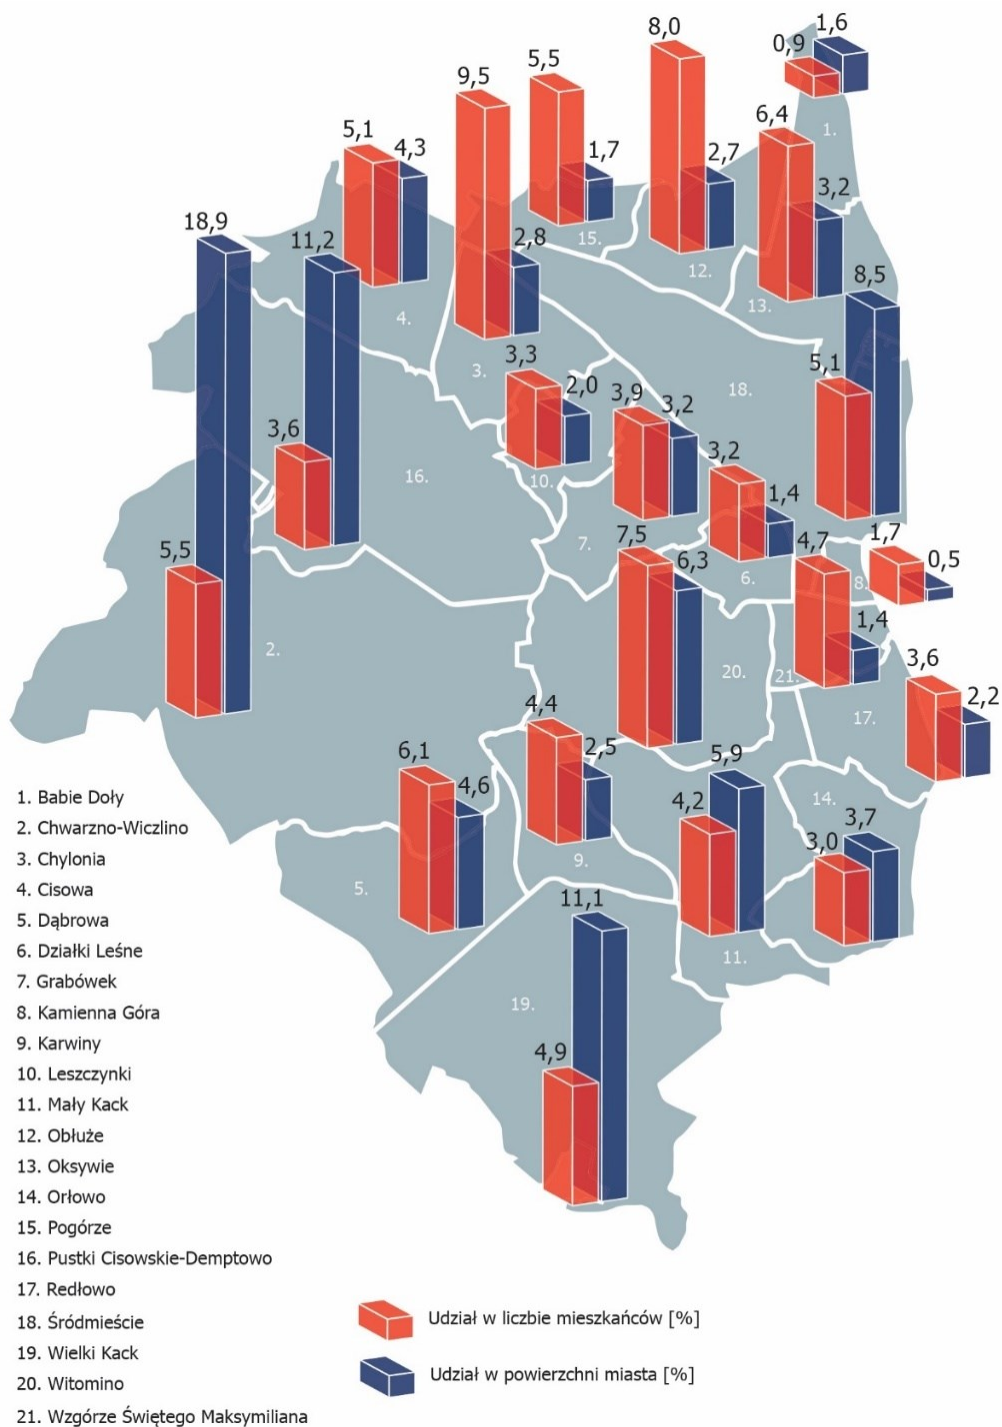 1,6
0,9
8,0
5,5
9,5
6,4
1.
5,1
4,3
1,7
2,7
3,2
18,9
11,2
2,8
15.
12.
8,5
13.
4.
3.
3,3
2,0
18.
5,1
3,9
3,2
3,6
3,2
16.
10.
1,4
7.
7,5
1,7
5,5
6,3
6.
4,7
8.
0,5
1,4
2.
20.
21.
3,6
2,2
17.
4,4
6,1
2,5
5,9
4,6
4,2
14.
3,7
3,0
9.
5.
11,1
11.
19.
4,9
1. Babie Doły
2. Chwarzno-Wiczlino
3. Chylonia
4. Cisowa
5. Dąbrowa
6. Działki Leśne
7. Grabówek
8. Kamienna Góra
9. Karwiny
10. Leszczynki
11. Mały Kack
12. Obłuże
13. Oksywie
14. Orłowo
15. Pogórze
16. Pustki Cisowskie-Demptowo
17. Redłowo
18. Śródmieście
19. Wielki Kack
20. Witomino
21. Wzgórze Świętego Maksymiliana
Udział w liczbie mieszkańców [%]
Udział w powierzchni miasta [%]